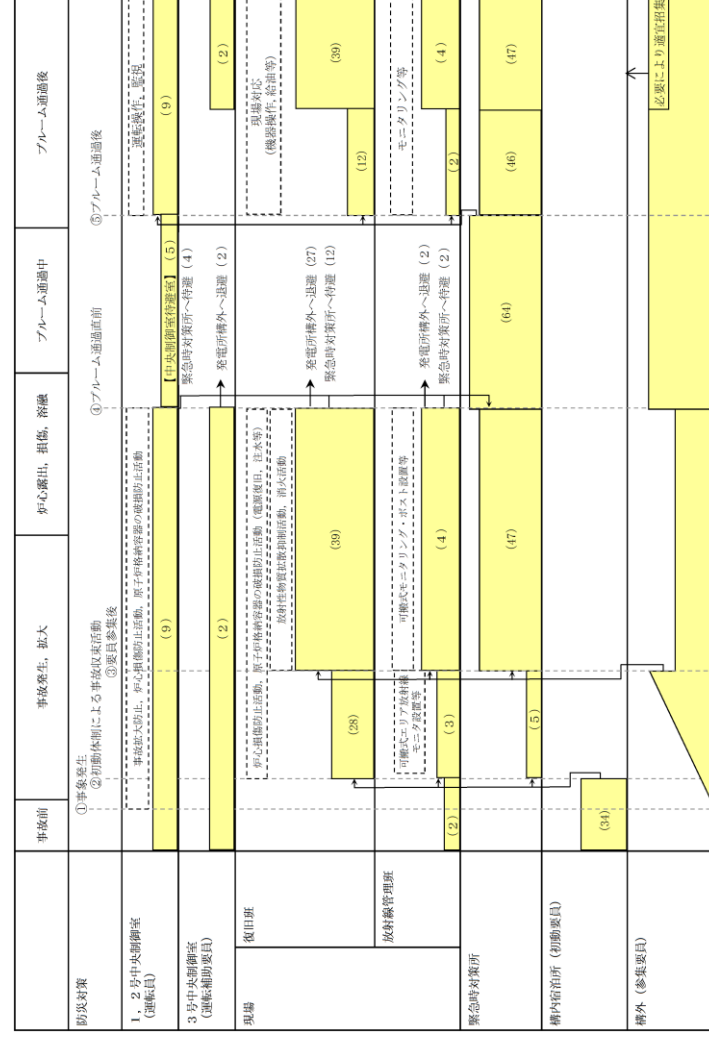 事故前
事故発生，拡大
炉心露出，損傷，溶融
プルーム通過中
プルーム通過後
防災対策
①事象発生
②初動体制による事故収束活動
③要員参集後
④プルーム通過直前
⑤プルーム通過後
1，2号中央制御室
（運転員）
事故拡大防止，炉心損傷防止活動，原子炉格納容器の破損防止活動
運転操作，監視
(9)
【中央制御室待避室】(5)
緊急時対策所へ待避(4)
(9)
3号中央制御室
（運転補助要員）
(2)
発電所構外へ退避(2)
(2)
現場
復旧班
炉心損傷防止活動，原子炉格納容器の破損防止活動（電源復旧，注水等）
放射性物質拡散抑制活動，消火活動
現場対応
（機器操作，給油等）
(28)
(39)
発電所構外へ退避(27)
緊急時対策所へ待避(12)
(12)
(39)
放射線管理班
可搬式エリア放射線
モニタ設置等
可搬式モニタリング・ポスト設置等
モニタリング等
(2)
(3)
(4)
発電所構外へ退避(2)
緊急時対策所へ待避(2)
(2)
(4)
緊急時対策所
(5)
(47)
(64)
(46)
(47)
構内宿泊所（初動要員）
(34)
構外（参集要員）
必要により適宜招集